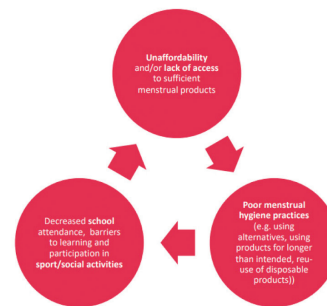 Unaffordability
and/or lack of access
to sufficient
menstrual products
Poor menstrual
hygiene practices
(e.g. using
alternatives, using
products for longer
than intended, reu-
use of disposable
products))
Decreased school
attendance, barriers
to learning and
participation in
sport/social activities